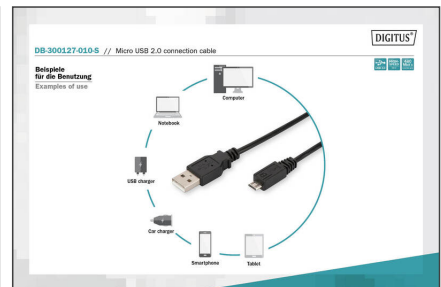 DIGITUS®
DB-300127-010-S // Micro USB 2.0 connection cable
Beispiele
für die Benutzung
Examples of use
Computer
Notebook
USB charger
Car charger
Smartphone
Tablet